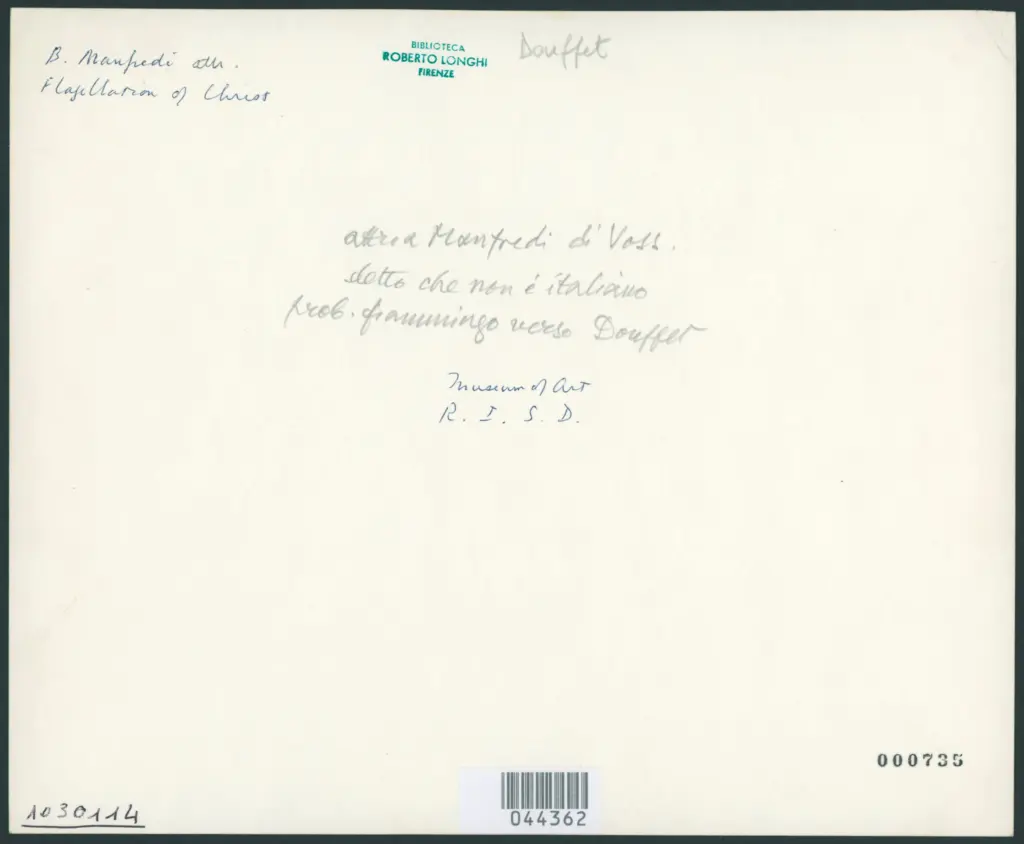 B. Manfredi attr.
Flagellation of Christ
BIBLIOTECA
ROBERTO LONGHI
FIRENZE
Douffet
attr. a Manfredi di Voss.
detto che non è italiano
prob. fiammingo verso Douffet
Museum of Art
R. I. S. D.
000735
1030114
044362